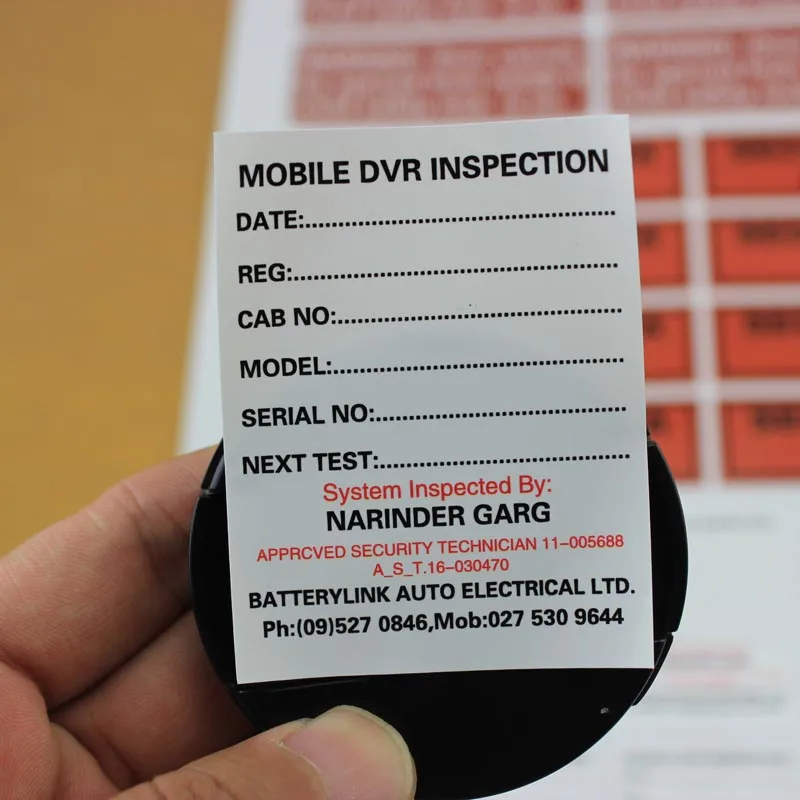 MOBILE DVR INSPECTION
DATE:........................................................
REG:..........................................................
CAB NO:...................................................
MODEL:....................................................
SERIAL NO:.............................................
NEXT TEST:.............................................
System Inspected By:
NARINDER GARG
APPRCVED SECURITY TECHNICIAN 11-005688
A_S_T.16-030470
BATTERYLINK AUTO ELECTRICAL LTD.
Ph:(09)527 0846,Mob:027 530 9644